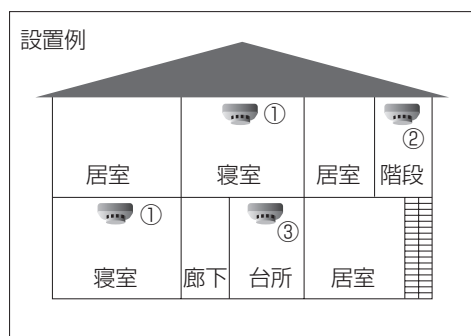 設置例
① ②
居室 寝室 居室 階段
① ③
寝室 廊下 台所 居室